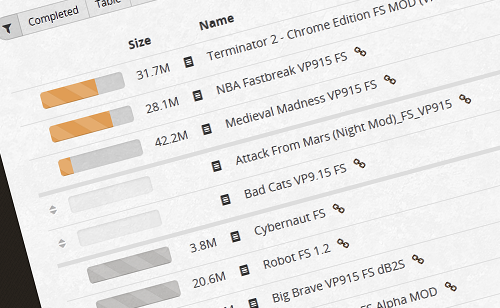 Completed Table
Size Name
31.7M Terminator 2 - Chrome Edition FS MOD
28.1M NBA Fastbreak VP915 FS
42.2M Medieval Madness VP915 FS
Attack From Mars (Night Mod)_FS_VP915
Bad Cats VP9.15 FS
3.8M Cybernaut FS
20.6M Robot FS 1.2
Big Brave VP915 FS dB2S
FS Alpha MOD